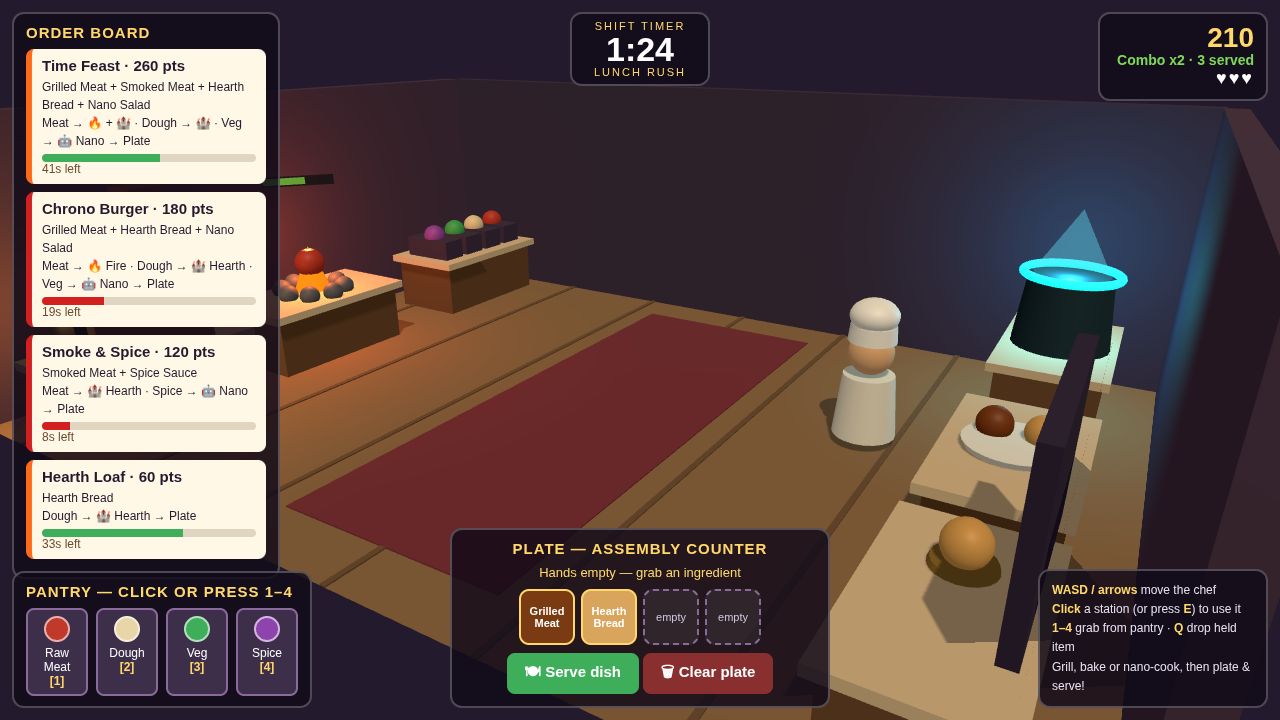 ORDER BOARD
Time Feast · 260 pts
Grilled Meat + Smoked Meat + Hearth
Bread + Nano Salad
Meat → 🔥 + 🏰 · Dough → 🏰 · Veg
→ 🤖 Nano → Plate
41s left
Chrono Burger · 180 pts
Grilled Meat + Hearth Bread + Nano
Salad
Meat → 🔥 Fire · Dough → 🏰 Hearth ·
Veg → 🤖 Nano → Plate
19s left
Smoke & Spice · 120 pts
Smoked Meat + Spice Sauce
Meat → 🏰 Hearth · Spice → 🤖 Nano
→ Plate
8s left
Hearth Loaf · 60 pts
Hearth Bread
Dough → 🏰 Hearth → Plate
33s left
SHIFT TIMER
1:24
LUNCH RUSH
210
Combo x2 · 3 served
♥♥♥
PANTRY — CLICK OR PRESS 1–4
Raw
Meat
[1]
Dough
[2]
Veg
[3]
Spice
[4]
PLATE — ASSEMBLY COUNTER
Hands empty — grab an ingredient
Grilled
Meat
Hearth
Bread
empty
empty
🍽 Serve dish
🗑 Clear plate
WASD / arrows move the chef
Click a station (or press E) to use it
1–4 grab from pantry · Q drop held
item
Grill, bake or nano-cook, then plate &
serve!